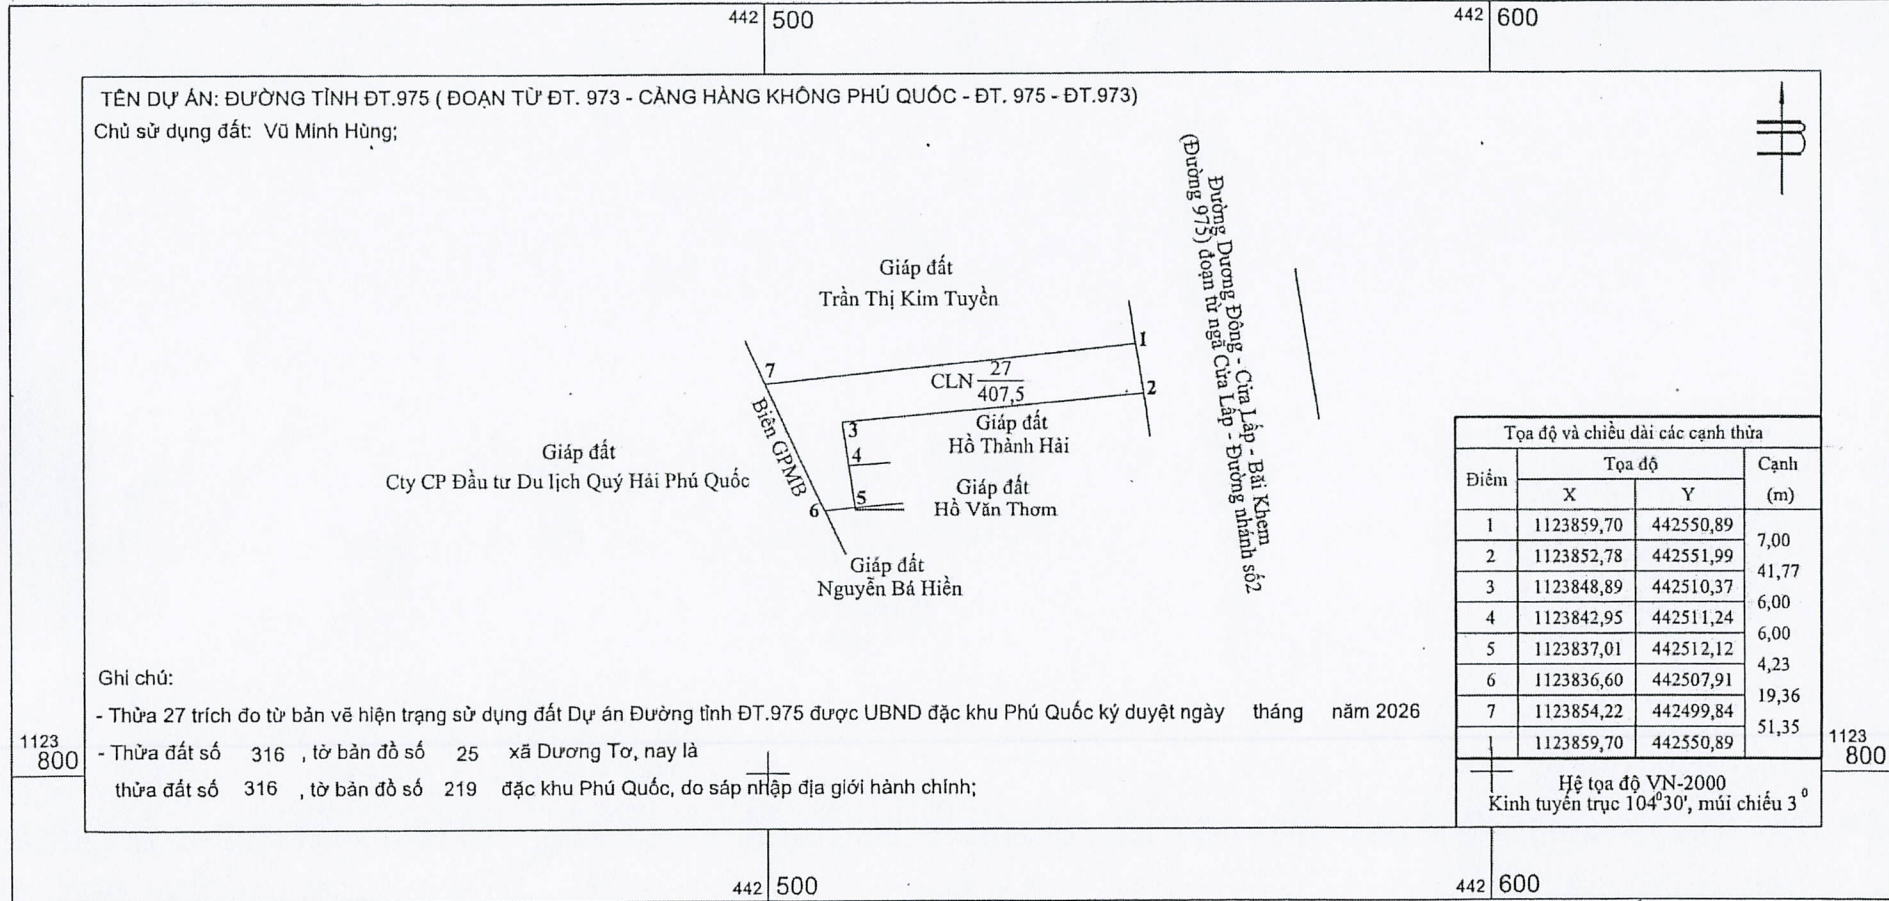 442 500
442 600
TÊN DỰ ÁN: ĐƯỜNG TỈNH ĐT.975 ( ĐOẠN TỪ ĐT. 973 - CẢNG HÀNG KHÔNG PHÚ QUỐC - ĐT. 975 - ĐT.973)
Chủ sử dụng đất: Vũ Minh Hùng;
Đường Dương Đông - Cửa Lấp - Bãi Khem
(Đường 975) đoạn từ ngã Cửa Lấp - Đường nhánh số2
Giáp đất
Trần Thị Kim Tuyền
1
7
CLN 27
407,5
2
Biên GPMB
3
Giáp đất
Hồ Thành Hải
4
Giáp đất
Cty CP Đầu tư Du lịch Quý Hải Phú Quốc
5
6
Giáp đất
Hồ Văn Thơm
Giáp đất
Nguyễn Bá Hiền
Tọa độ và chiều dài các cạnh thửa
Điểm Tọa độ Cạnh
X Y (m)
1 1123859,70 442550,89
7,00
2 1123852,78 442551,99
41,77
3 1123848,89 442510,37
6,00
4 1123842,95 442511,24
6,00
5 1123837,01 442512,12
4,23
6 1123836,60 442507,91
19,36
7 1123854,22 442499,84
51,35
1 1123859,70 442550,89
Hệ tọa độ VN-2000
Kinh tuyến trục 104⁰30', múi chiếu 3⁰
Ghi chú:
- Thửa 27 trích đo từ bản vẽ hiện trạng sử dụng đất Dự án Đường tỉnh ĐT.975 được UBND đặc khu Phú Quốc ký duyệt ngày tháng năm 2026
- Thửa đất số 316 , tờ bản đồ số 25 xã Dương Tơ, nay là
thửa đất số 316 , tờ bản đồ số 219 đặc khu Phú Quốc, do sáp nhập địa giới hành chính;
1123
800
1123
800
442 500
442 600